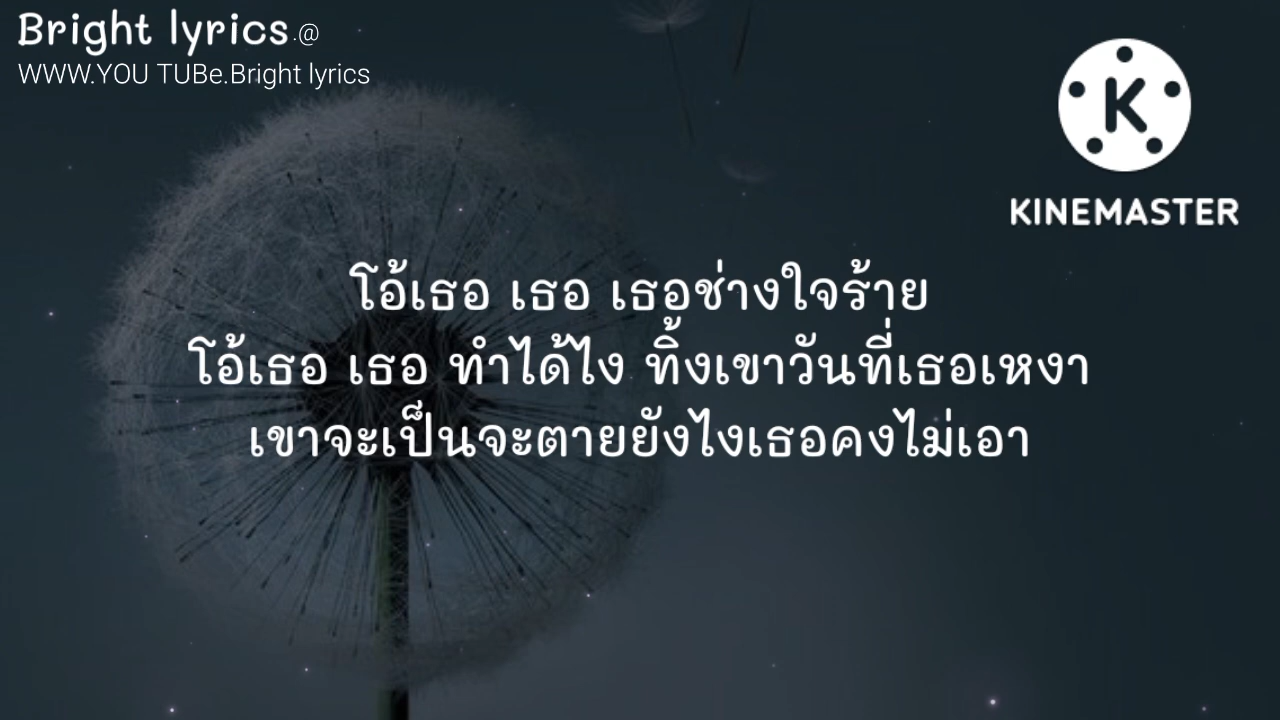 Bright lyrics.@
WWW.YOU TUBe.Bright lyrics
K
KINEMASTER
โอ้เธอ เธอ เธอช่างใจร้าย
โอ้เธอ เธอ ทำได้ไง ทิ้งเขาวันที่เธอเหงา
เขาจะเป็นจะตายยังไงเธอคงไม่เอา